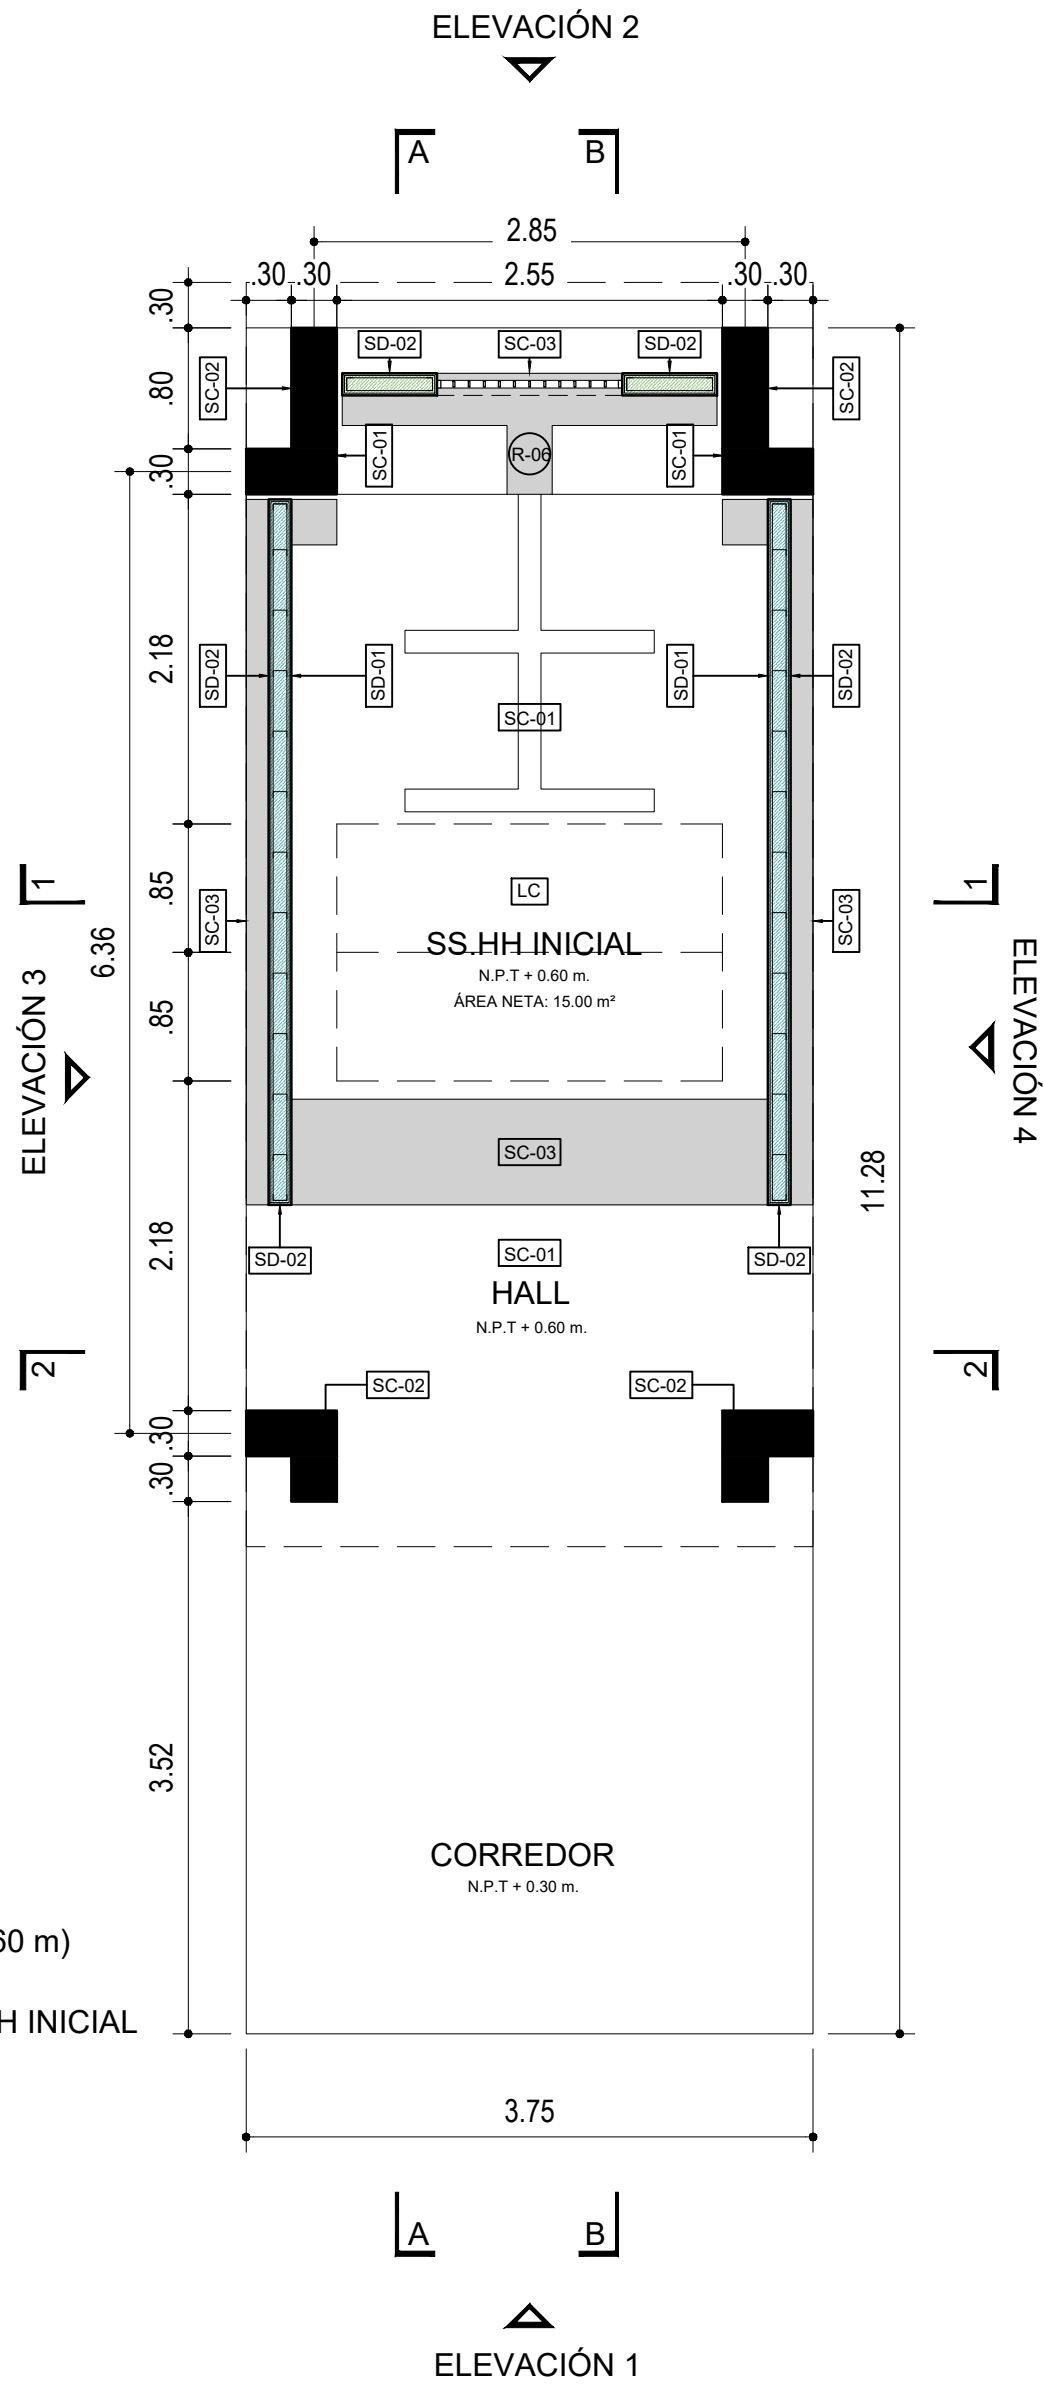 ELEVACIÓN 2
A B
2.85
.30 .30 2.55 .30 .30
.30
SD-02 SC-03 SD-02
SC-02 .80 SC-02
SC-01 R-06 SC-01
.30
2.18
SD-02 SD-01 SD-01 SD-02
SC-01
1 .85 LC 1
SC-03 SC-03
6.36
SS.HH INICIAL
N.P.T + 0.60 m.
ÁREA NETA: 15.00 m²
.85
ELEVACIÓN 3 ELEVACIÓN 4
SC-03
11.28
2.18
SD-02 SC-01 SD-02
HALL
N.P.T + 0.60 m.
2 2
SC-02 SC-02
.30
.30
3.52
CORREDOR
N.P.T + 0.30 m.
60 m)
H INICIAL
3.75
A B
ELEVACIÓN 1